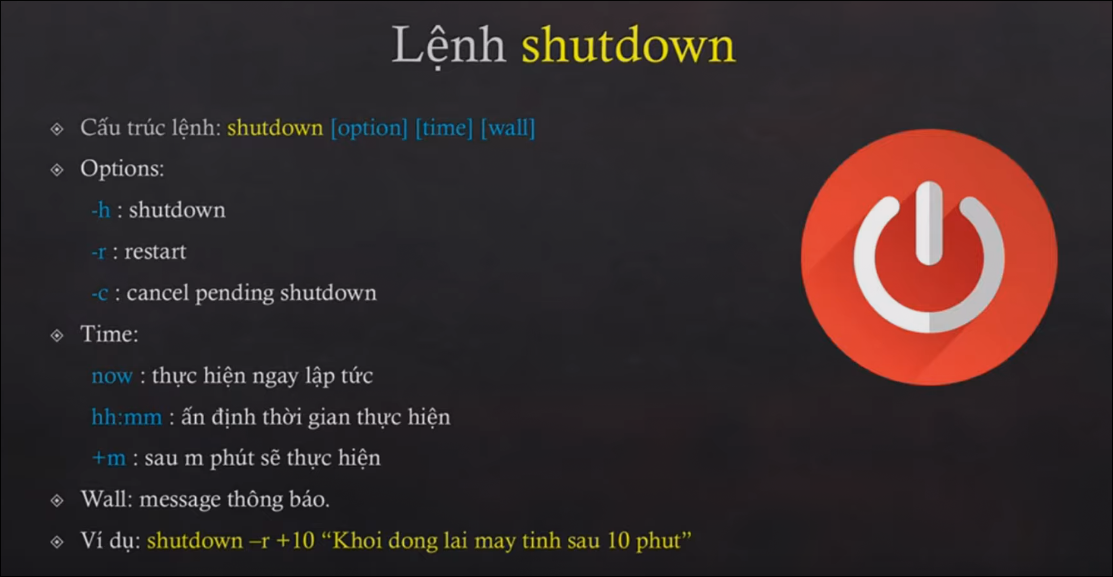 Lệnh shutdown
Cấu trúc lệnh: shutdown [option] [time] [wall]
Options:
-h : shutdown
-r : restart
-c : cancel pending shutdown
Time:
now : thực hiện ngay lập tức
hh:mm : ấn định thời gian thực hiện
+m : sau m phút sẽ thực hiện
Wall: message thông báo.
Ví dụ: shutdown –r +10 “Khoi dong lai may tinh sau 10 phut”